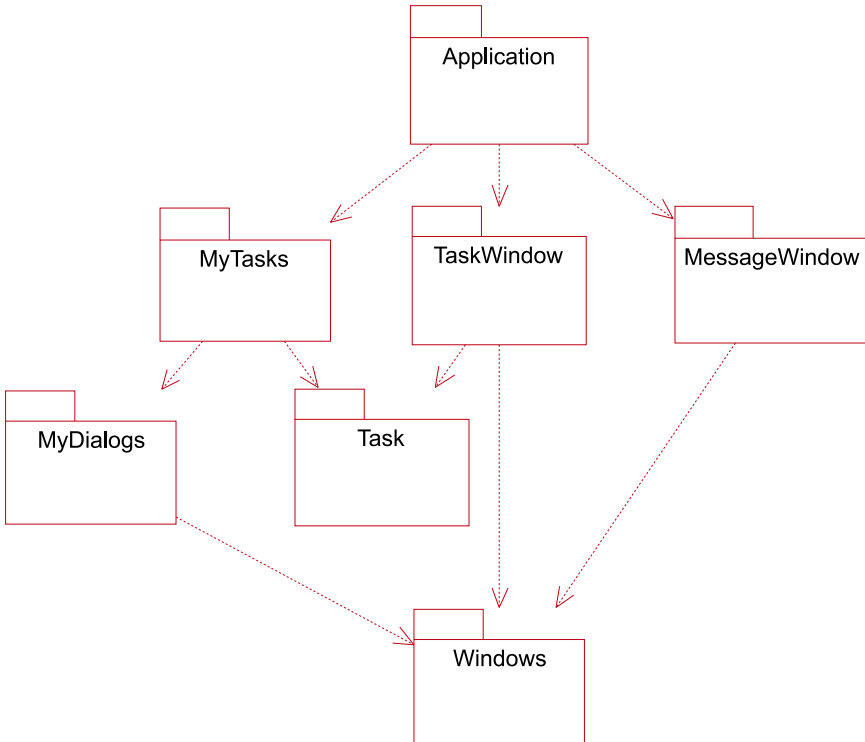 Application
MyTasks
TaskWindow
MessageWindow
MyDialogs
Task
Windows